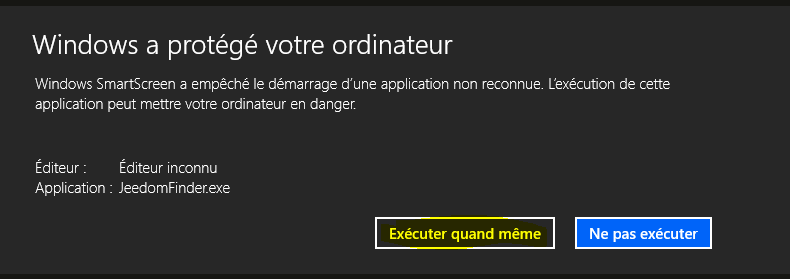 Windows a protégé votre ordinateur
Windows SmartScreen a empêché le démarrage d'une application non reconnue. L'exécution de cette
application peut mettre votre ordinateur en danger.
Éditeur : Éditeur inconnu
Application : JeedomFinder.exe
Exécuter quand même Ne pas exécuter